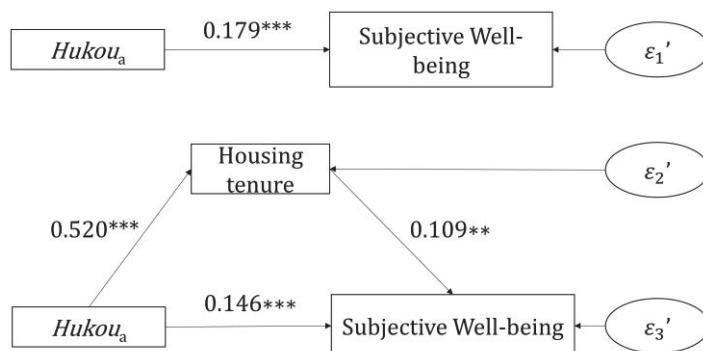 0.179***
Hukouₐ
Subjective Well-
being
ε₁’
Housing
tenure
ε₂’
0.520***
0.109**
0.146***
Hukouₐ
Subjective Well-being
ε₃’